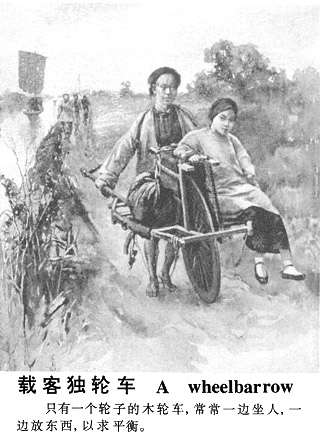 载客独轮车 A wheelbarrow
只有一个轮子的木轮车, 常常一边坐人, 一
边放东西, 以求平衡。